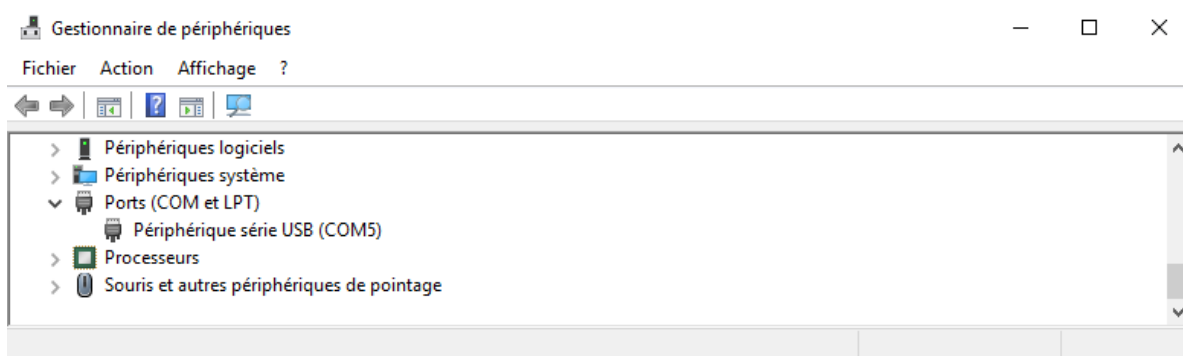 Gestionnaire de périphériques
Fichier Action Affichage ?
Périphériques logiciels
Périphériques système
Ports (COM et LPT)
Périphérique série USB (COM5)
Processeurs
Souris et autres périphériques de pointage